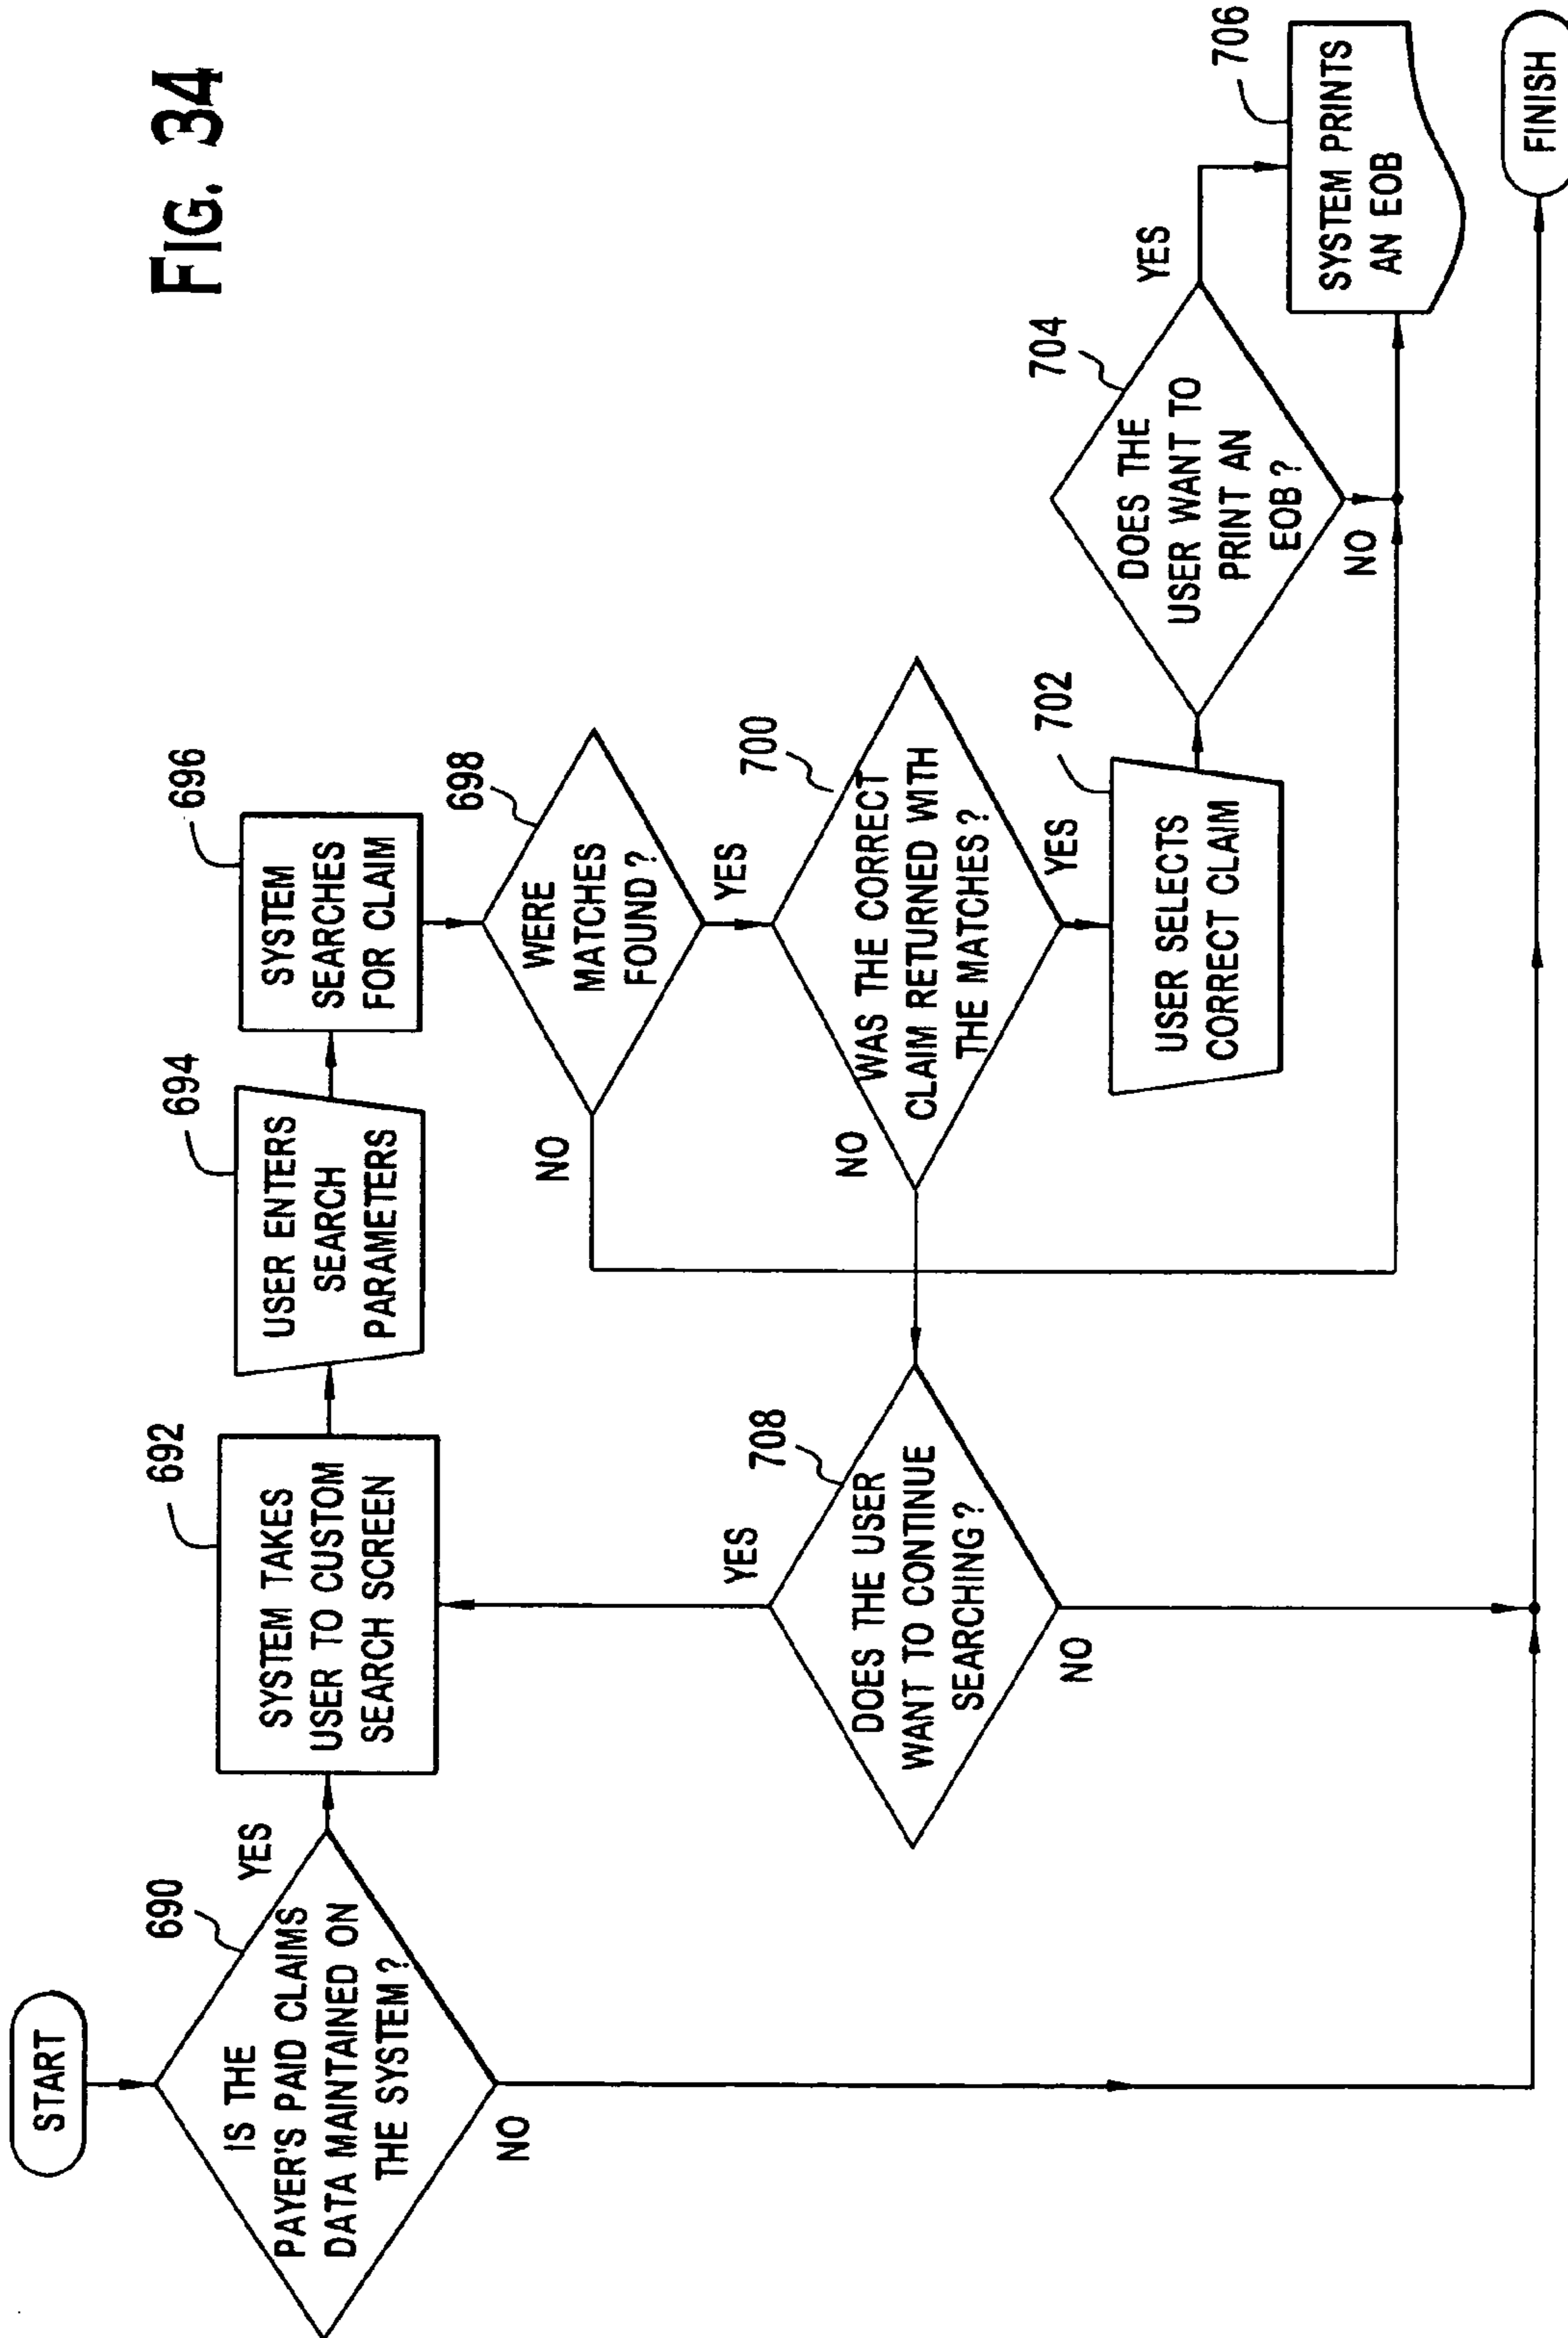 FIG. 34
START
690
IS THE
PAYER'S PAID CLAIMS
DATA MAINTAINED ON
THE SYSTEM?
YES
NO
692
SYSTEM TAKES
USER TO CUSTOM
SEARCH SCREEN
694
USER ENTERS
SEARCH
PARAMETERS
696
SYSTEM
SEARCHES
FOR CLAIM
698
WERE
MATCHES
FOUND?
NO
YES
700
WAS THE CORRECT
CLAIM RETURNED WITH
THE MATCHES?
NO
YES
702
USER SELECTS
CORRECT CLAIM
704
DOES THE
USER WANT TO
PRINT AN
EOB?
YES
NO
706
SYSTEM PRINTS
AN EOB
708
DOES THE USER
WANT TO CONTINUE
SEARCHING?
YES
NO
FINISH